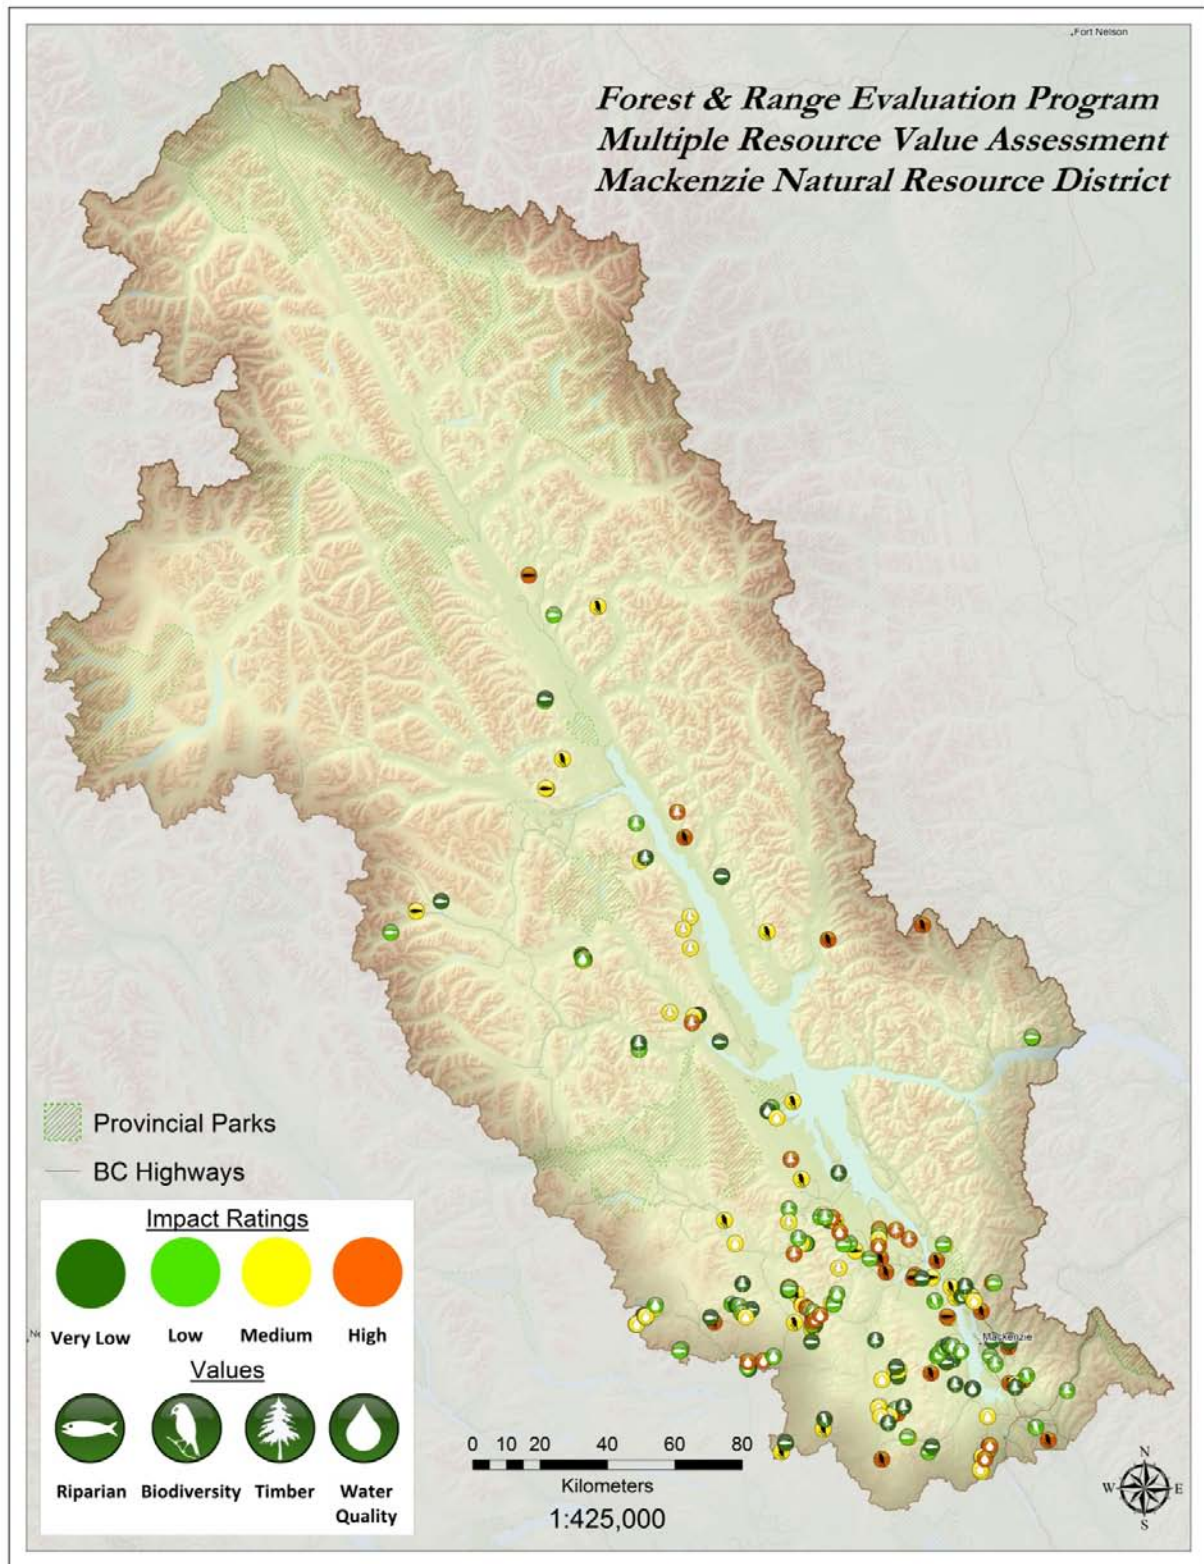 Fort Nelson
Forest & Range Evaluation Program
Multiple Resource Value Assessment
Mackenzie Natural Resource District
Provincial Parks
BC Highways
Impact Ratings
Very Low Low Medium High
Values
Riparian Biodiversity Timber Water
Quality
0 10 20 40 60 80
Kilometers
1:425,000
Mackenzie
N
W E
S